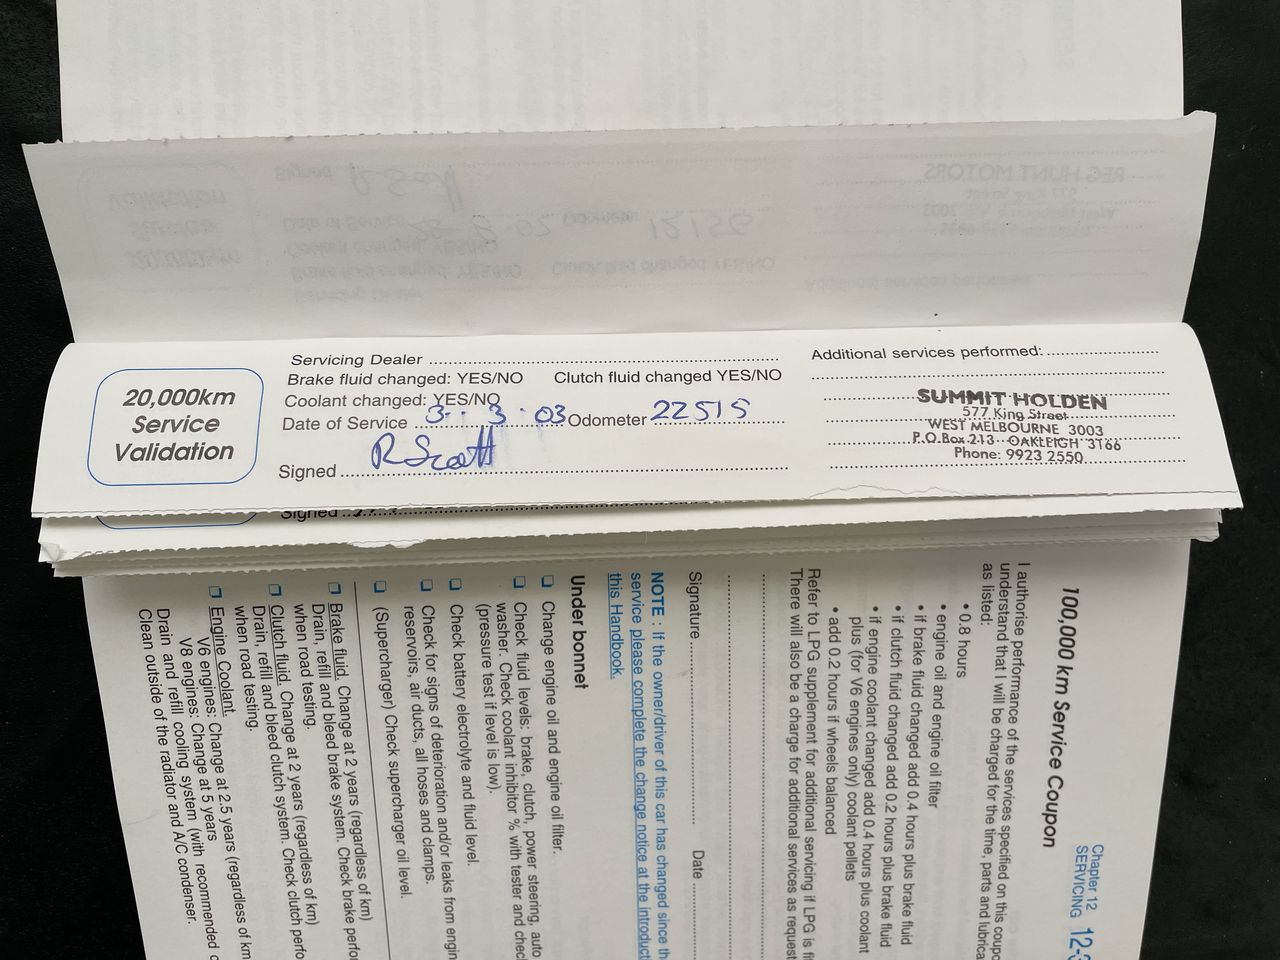 20,000km
Service
Validation
Servicing Dealer
Brake fluid changed: YES/NO Clutch fluid changed YES/NO
Coolant changed: YES/NO
Date of Service 3 · 3 · 03 Odometer 22515
Signed R Scott
Additional services performed:
SUMMIT HOLDEN
577 King Street
WEST MELBOURNE 3003
P.O.Box 213 OAKLEIGH 3166
Phone: 9923 2550
Signed
Chapter 12
SERVICING
100,000 km Service Coupon
I authorise performance of the services specified on this
understand that I will be charged for the time, parts and
as listed:
• 0.8 hours
• engine oil and engine oil filter
• if brake fluid changed add 0.4 hours plus brake fluid
• if clutch fluid changed add 0.2 hours plus brake fluid
• if engine coolant changed add 0.4 hours plus coolant
plus (for V6 engines only) coolant pellets
• add 0.2 hours if wheels balanced
Refer to LPG supplement for additional servicing if LPG is
There will also be a charge for additional services as
Signature Date
NOTE : If the owner/driver of this car has changed since
service please complete the change notice at the
this Handbook.
Under bonnet
❑ Change engine oil and engine oil filter.
❑ Check fluid levels: brake, clutch, power steering, auto
washer. Check coolant inhibitor % with tester and
(pressure test if level is low).
❑ Check battery electrolyte and fluid level.
❑ Check for signs of deterioration and/or leaks from
reservoirs, air ducts, all hoses and clamps.
❑ (Supercharger) Check supercharger oil level.
❑ Brake fluid. Change at 2 years (regardless of km)
Drain, refill and bleed brake system. Check brake
when road testing.
❑ Clutch fluid. Change at 2 years (regardless of km)
Drain, refill and bleed clutch system. Check clutch
when road testing.
❑ Engine Coolant.
V6 engines: Change at 2.5 years (regardless of
V8 engines: Change at 5 years
Drain and refill cooling system (with recommended
Clean outside of the radiator and A/C condenser.